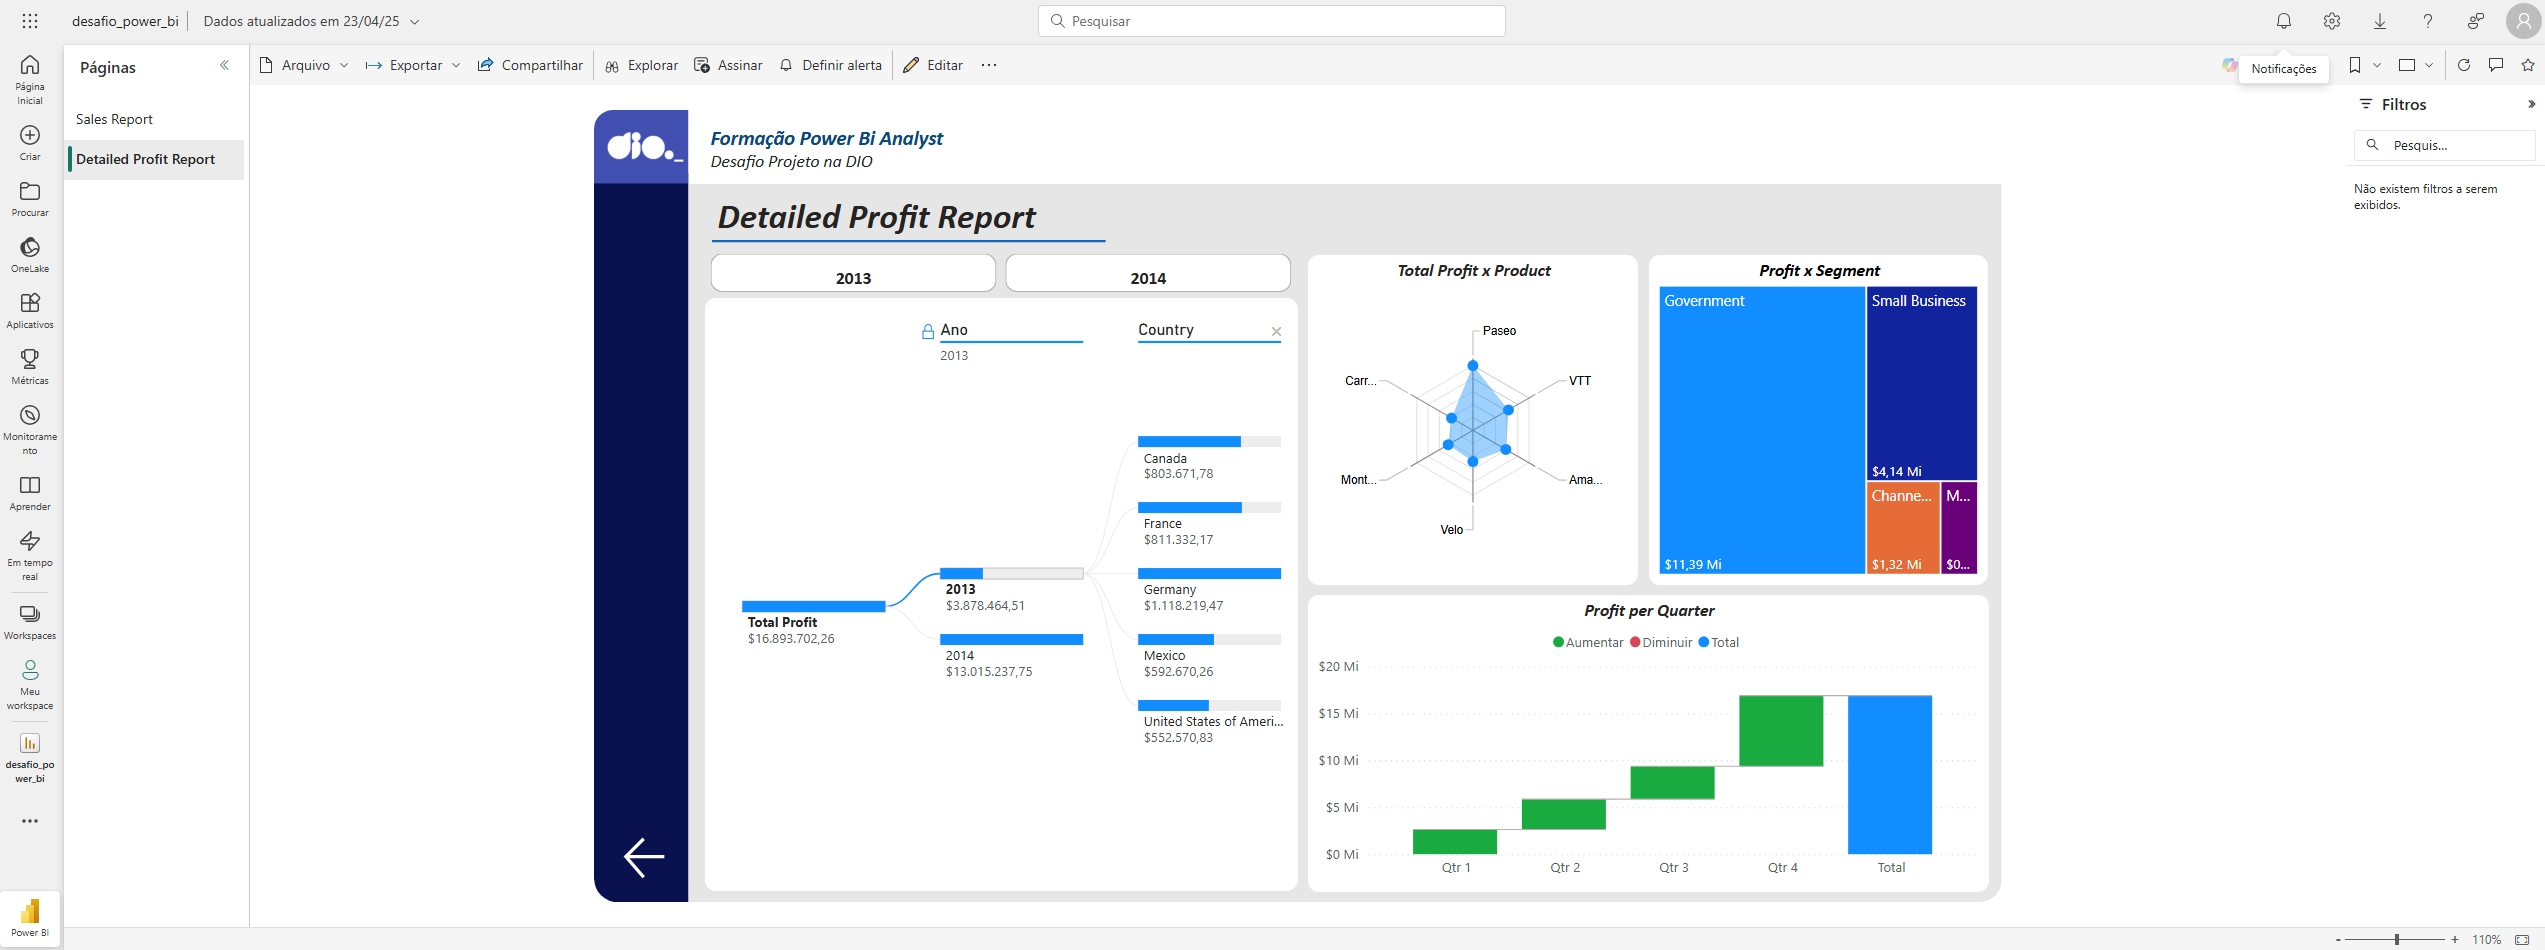 desafio_power_bi
Dados atualizados em 23/04/25
Pesquisar
Página Inicial
Criar
Procurar
OneLake
Aplicativos
Métricas
Monitorame
nto
Aprender
Em tempo real
Workspaces
Meu workspace
desafio_po
wer_bi
Power BI
Páginas
Sales Report
Detailed Profit Report
Arquivo
Exportar
Compartilhar
Explorar
Assinar
Definir alerta
Editar
Notificações
dio._
Formação Power Bi Analyst
Desafio Projeto na DIO
Detailed Profit Report
2013
2014
Ano
2013
Country
Total Profit
$16.893.702,26
2013
$3.878.464,51
2014
$13.015.237,75
Canada
$803.671,78
France
$811.332,17
Germany
$1.118.219,47
Mexico
$592.670,26
United States of Ameri...
$552.570,83
Total Profit x Product
Paseo
VTT
Ama...
Velo
Mont...
Carr...
Profit x Segment
Government
$11,39 Mi
Small Business
$4,14 Mi
Channe...
$1,32 Mi
M...
$0...
Profit per Quarter
Aumentar Diminuir Total
$20 Mi
$15 Mi
$10 Mi
$5 Mi
$0 Mi
Qtr 1
Qtr 2
Qtr 3
Qtr 4
Total
Filtros
Pesquis...
Não existem filtros a serem
exibidos.
- + 110%